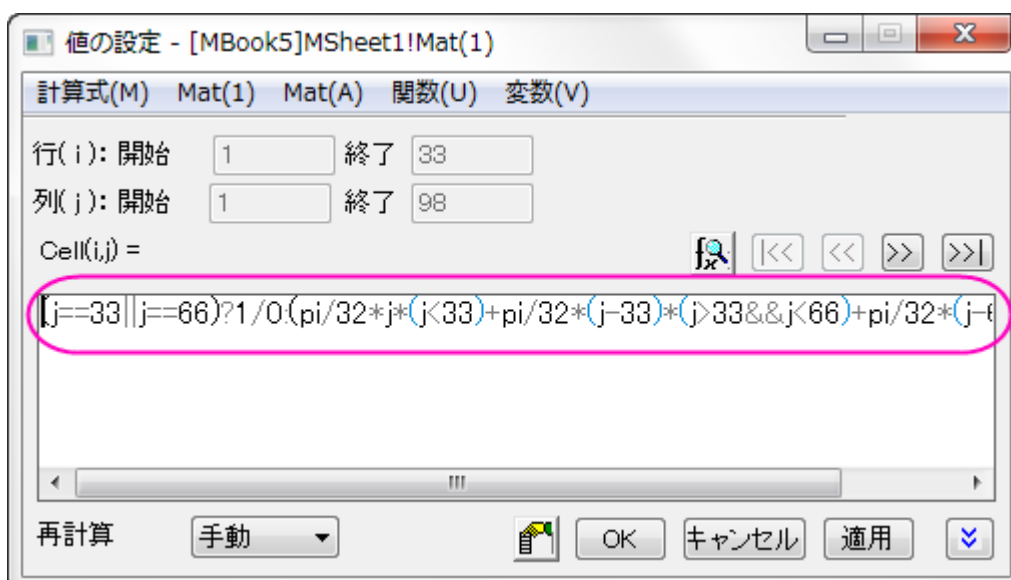 値の設定 - [MBook5]MSheet1!Mat(1)
計算式(M) Mat(1) Mat(A) 関数(U) 変数(V)
行(i): 開始 1 終了 33
列(j): 開始 1 終了 98
Cell(i,j) =
|<< << >> >>|
(j==33||j==66)?1/0:(pi/32*j*(j<33)+pi/32*(j-33)*(j>33&&j<66)+pi/32*(j-6
再計算 手動 OK キャンセル 適用